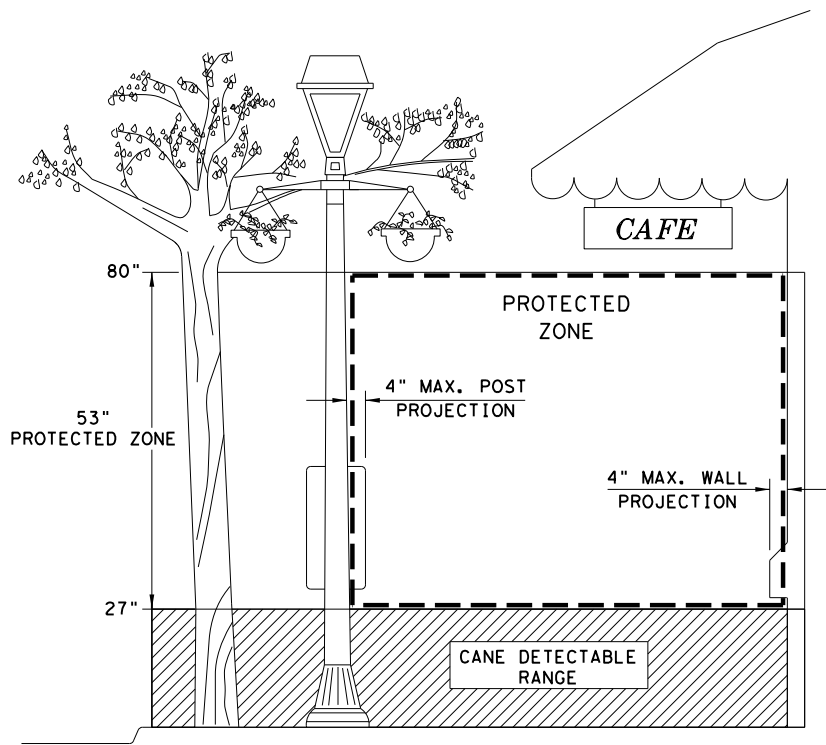 CAFE
80"
PROTECTED
ZONE
4" MAX. POST
PROJECTION
53"
PROTECTED ZONE
4" MAX. WALL
PROJECTION
27"
CANE DETECTABLE
RANGE